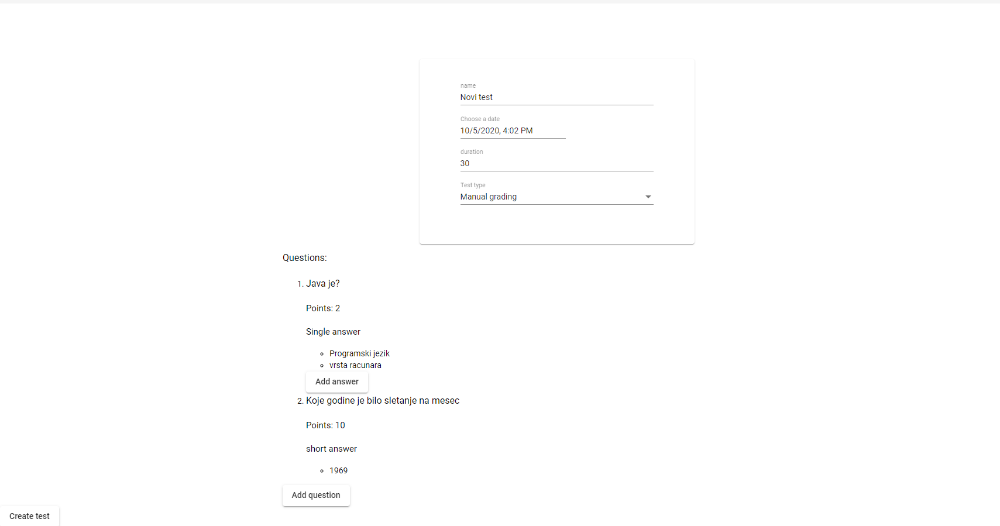 name
Novi test
Choose a date
10/5/2020, 4:02 PM
duration
30
Test type
Manual grading
Questions:
1. Java je?
Points: 2
Single answer
Programski jezik
vrsta racunara
Add answer
2. Koje godine je bilo sletanje na mesec
Points: 10
short answer
1969
Add question
Create test